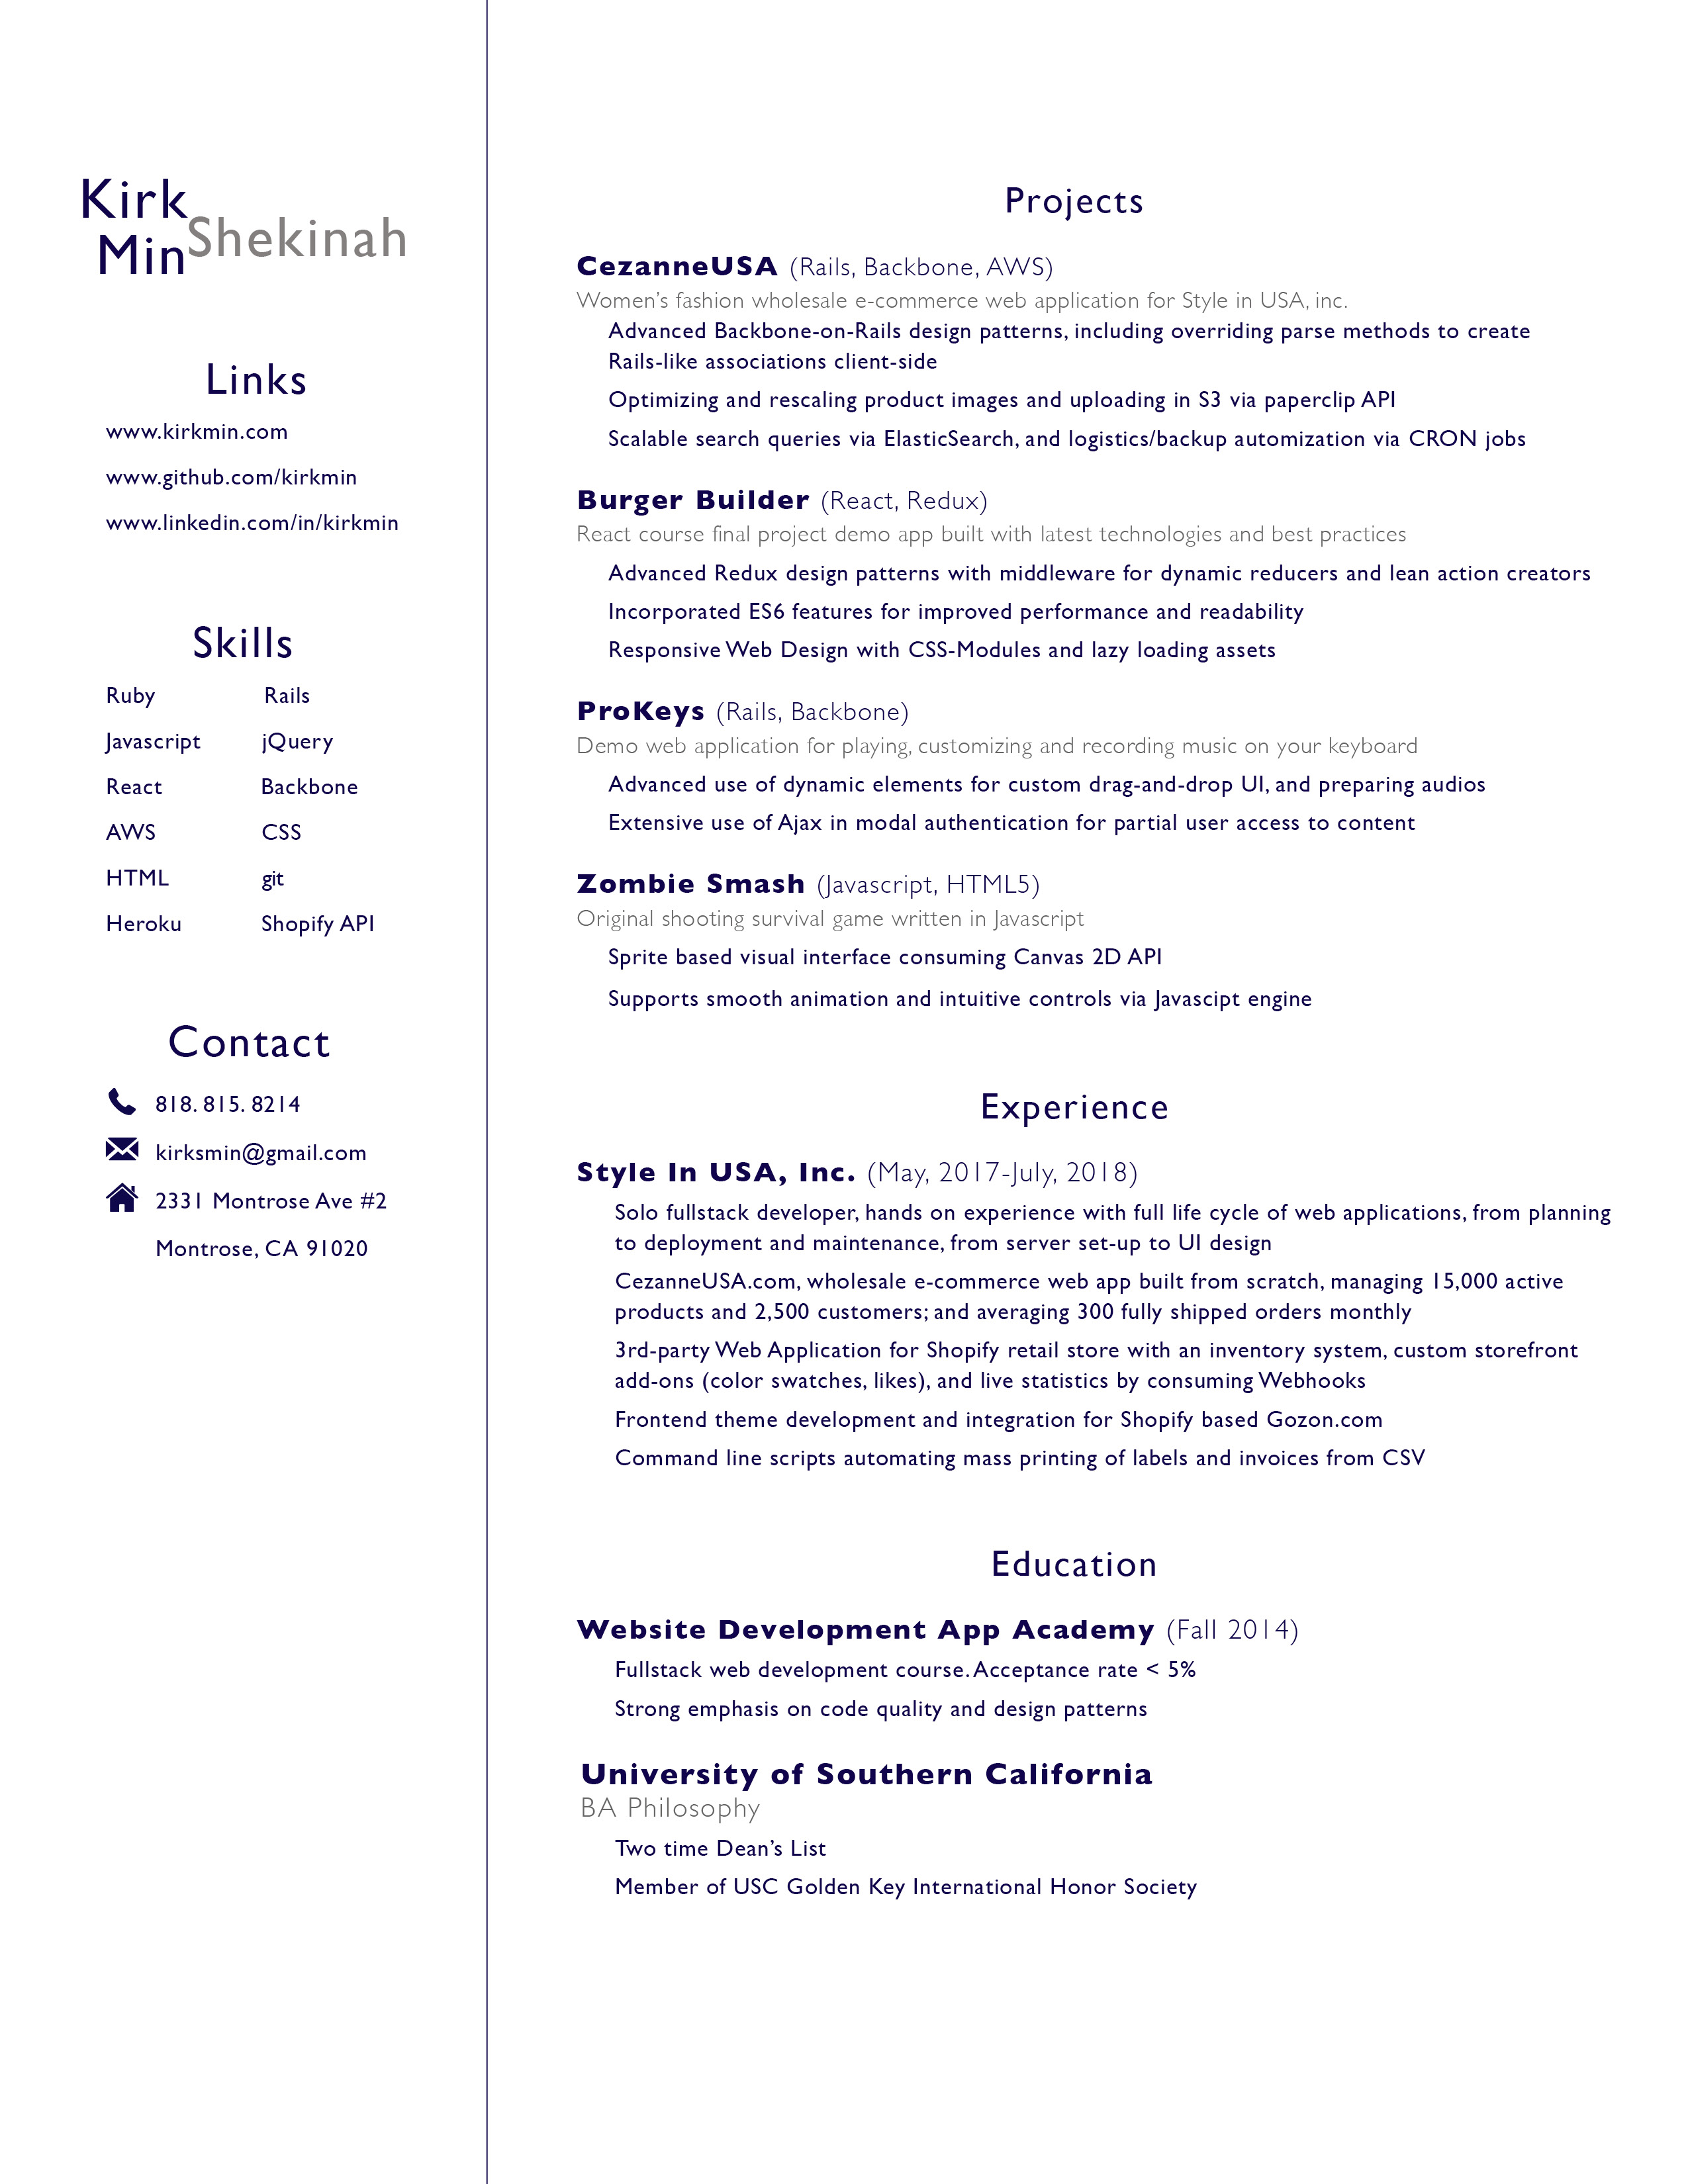 Kirk
Shekinah
Min
Links
www.kirkmin.com
www.github.com/kirkmin
www.linkedin.com/in/kirkmin
Skills
Ruby Rails
Javascript jQuery
React Backbone
AWS CSS
HTML git
Heroku Shopify API
Contact
818. 815. 8214
kirksmin@gmail.com
2331 Montrose Ave #2
Montrose, CA 91020
Projects
CezanneUSA (Rails, Backbone, AWS)
Women's fashion wholesale e-commerce web application for Style in USA, inc.
Advanced Backbone-on-Rails design patterns, including overriding parse methods to create
Rails-like associations client-side
Optimizing and rescaling product images and uploading in S3 via paperclip API
Scalable search queries via ElasticSearch, and logistics/backup automization via CRON jobs
Burger Builder (React, Redux)
React course final project demo app built with latest technologies and best practices
Advanced Redux design patterns with middleware for dynamic reducers and lean action creators
Incorporated ES6 features for improved performance and readability
Responsive Web Design with CSS-Modules and lazy loading assets
ProKeys (Rails, Backbone)
Demo web application for playing, customizing and recording music on your keyboard
Advanced use of dynamic elements for custom drag-and-drop UI, and preparing audios
Extensive use of Ajax in modal authentication for partial user access to content
Zombie Smash (Javascript, HTML5)
Original shooting survival game written in Javascript
Sprite based visual interface consuming Canvas 2D API
Supports smooth animation and intuitive controls via Javascipt engine
Experience
Style In USA, Inc. (May, 2017-July, 2018)
Solo fullstack developer, hands on experience with full life cycle of web applications, from planning
to deployment and maintenance, from server set-up to UI design
CezanneUSA.com, wholesale e-commerce web app built from scratch, managing 15,000 active
products and 2,500 customers; and averaging 300 fully shipped orders monthly
3rd-party Web Application for Shopify retail store with an inventory system, custom storefront
add-ons (color swatches, likes), and live statistics by consuming Webhooks
Frontend theme development and integration for Shopify based Gozon.com
Command line scripts automating mass printing of labels and invoices from CSV
Education
Website Development App Academy (Fall 2014)
Fullstack web development course. Acceptance rate < 5%
Strong emphasis on code quality and design patterns
University of Southern California
BA Philosophy
Two time Dean's List
Member of USC Golden Key International Honor Society